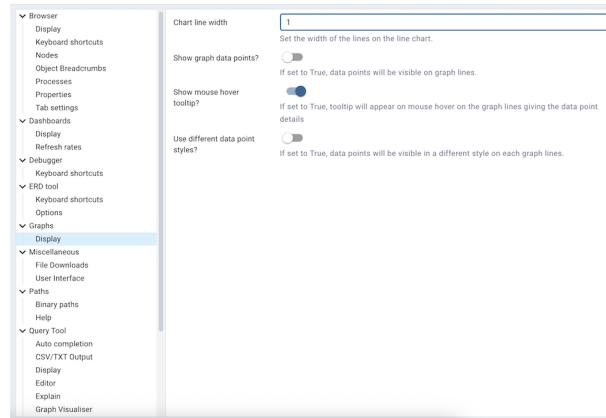 Browser
Display
Keyboard shortcuts
Nodes
Object Breadcrumbs
Processes
Properties
Tab settings
Dashboards
Display
Refresh rates
Debugger
Keyboard shortcuts
ERD tool
Keyboard shortcuts
Options
Graphs
Display
Miscellaneous
File Downloads
User Interface
Paths
Binary paths
Help
Query Tool
Auto completion
CSV/TXT Output
Display
Editor
Explain
Graph Visualiser
Chart line width
1
Set the width of the lines on the line chart.
Show graph data points?
If set to True, data points will be visible on graph lines.
Show mouse hover
tooltip?
If set to True, tooltip will appear on mouse hover on the graph lines giving the data point
details
Use different data point
styles?
If set to True, data points will be visible in a different style on each graph lines.